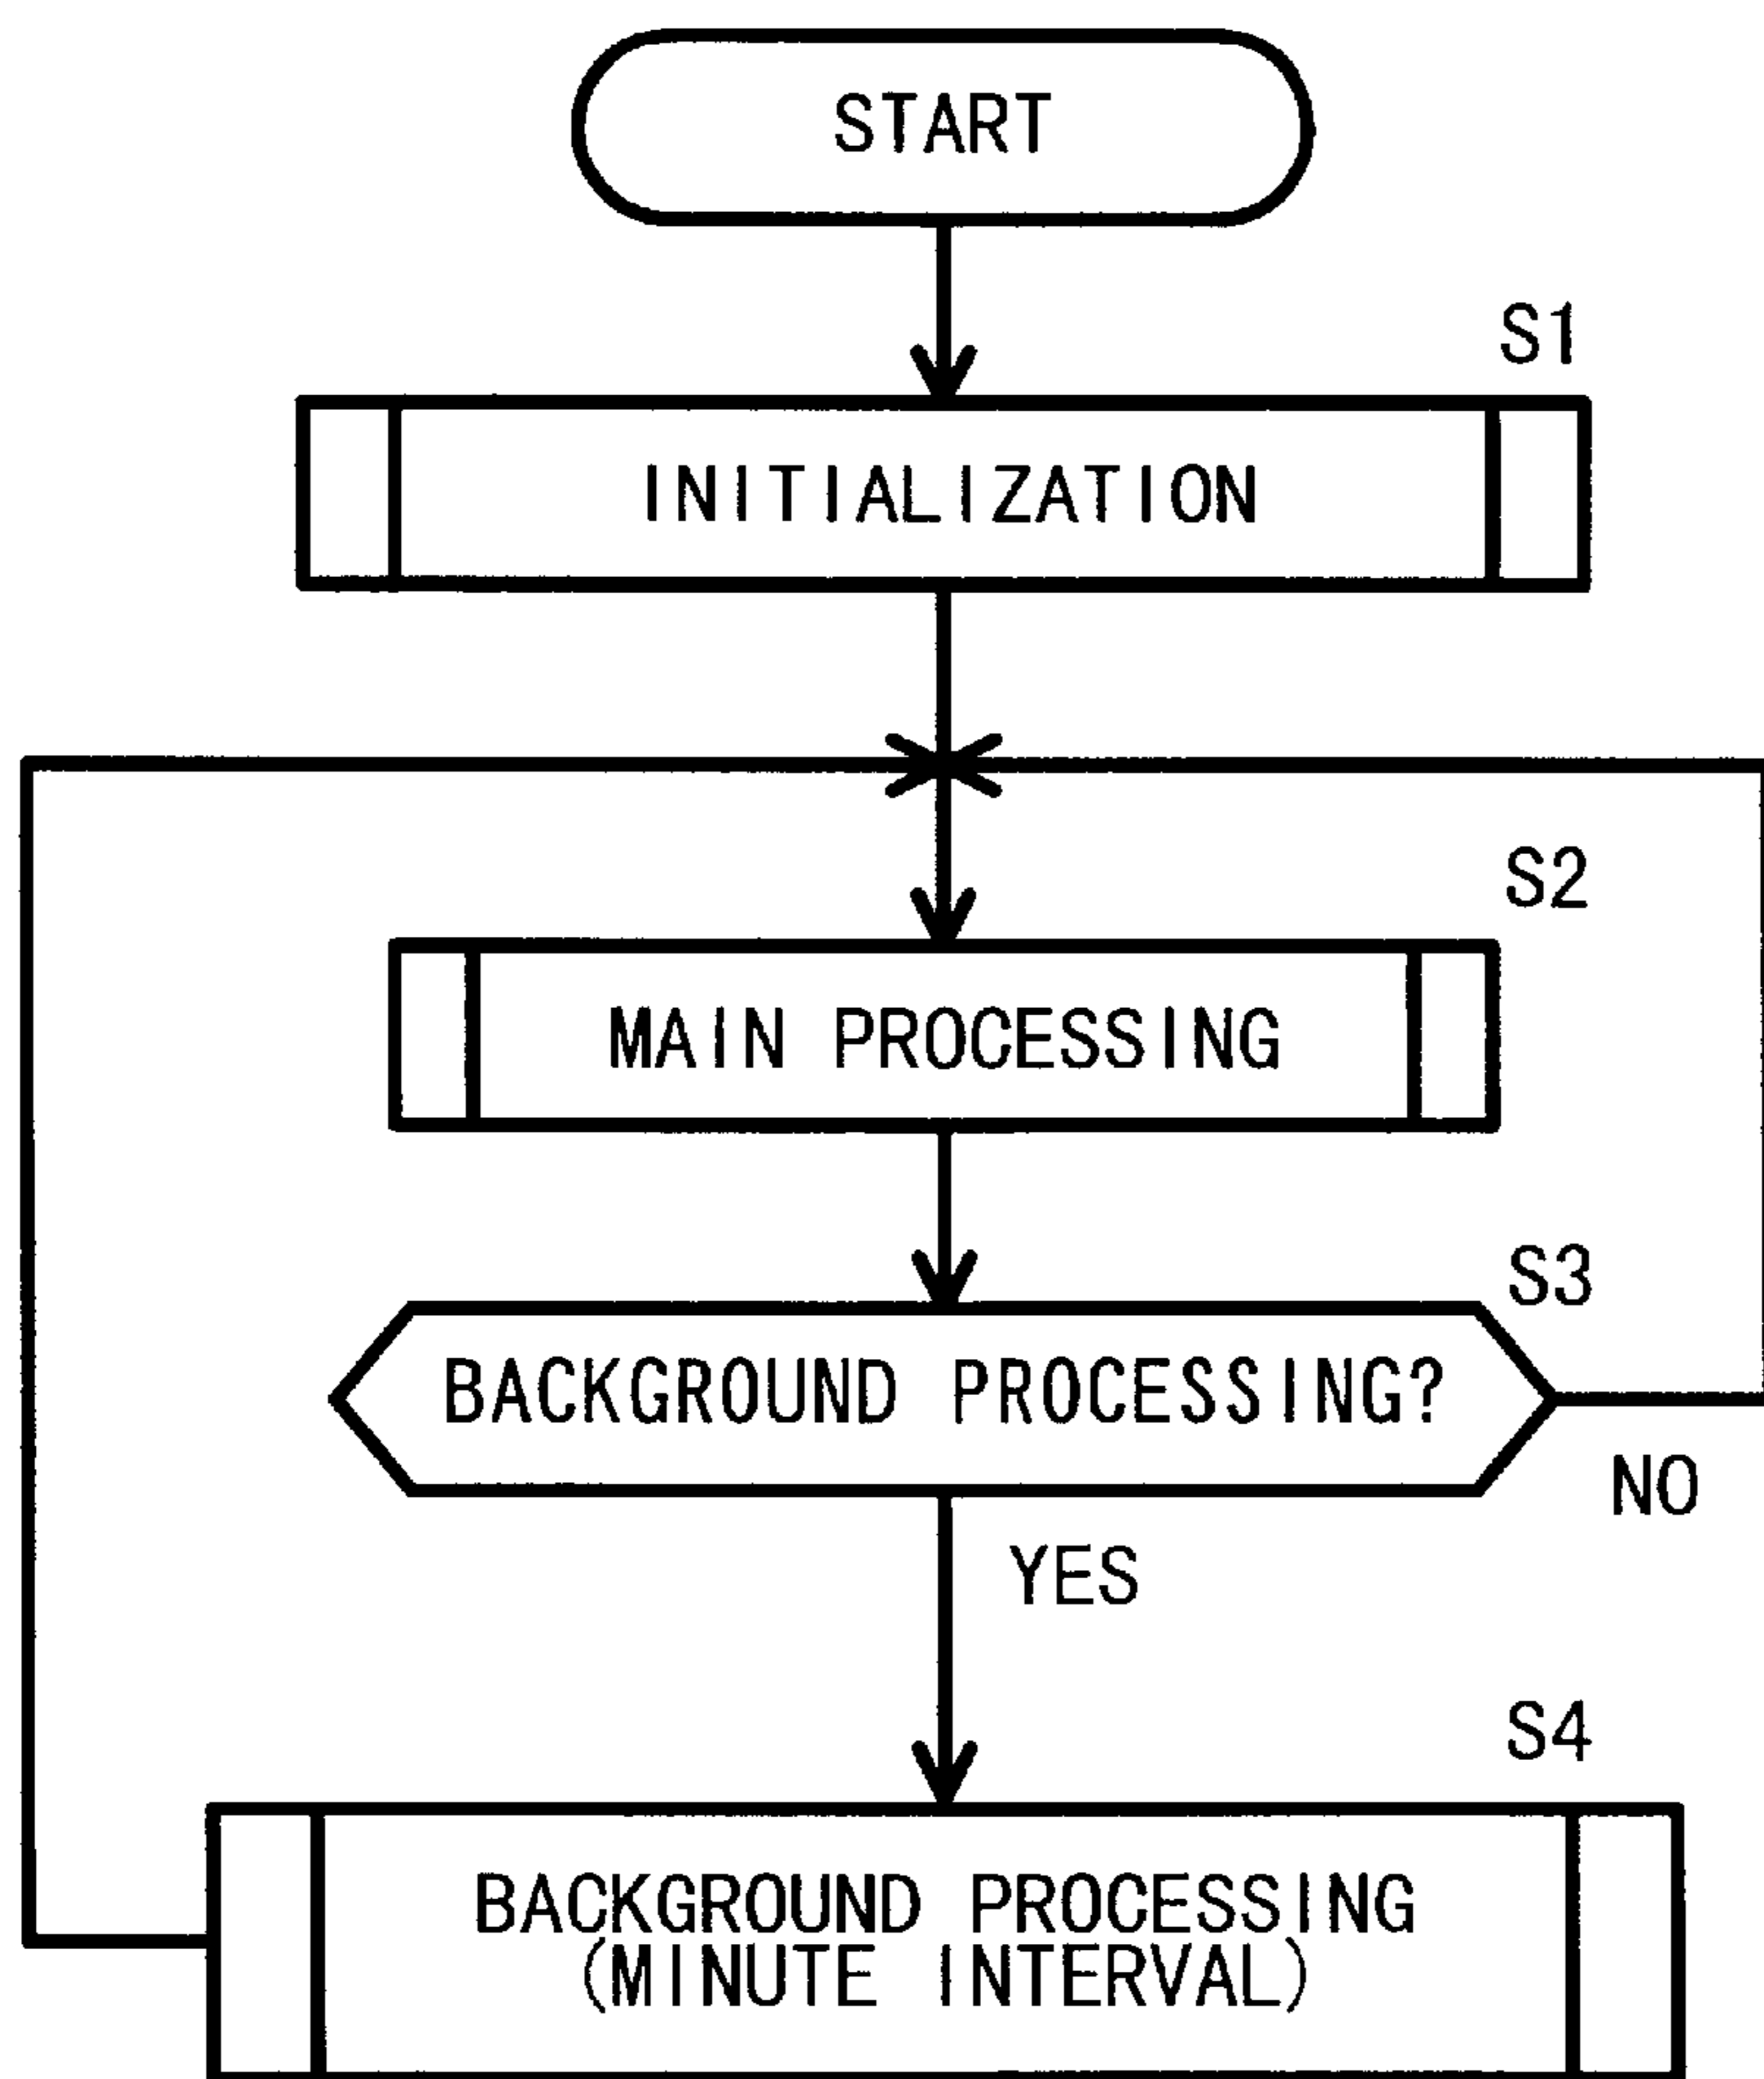 START
S1
INITIALIZATION
S2
MAIN PROCESSING
S3
BACKGROUND PROCESSING?
NO
YES
S4
BACKGROUND PROCESSING
(MINUTE INTERVAL)